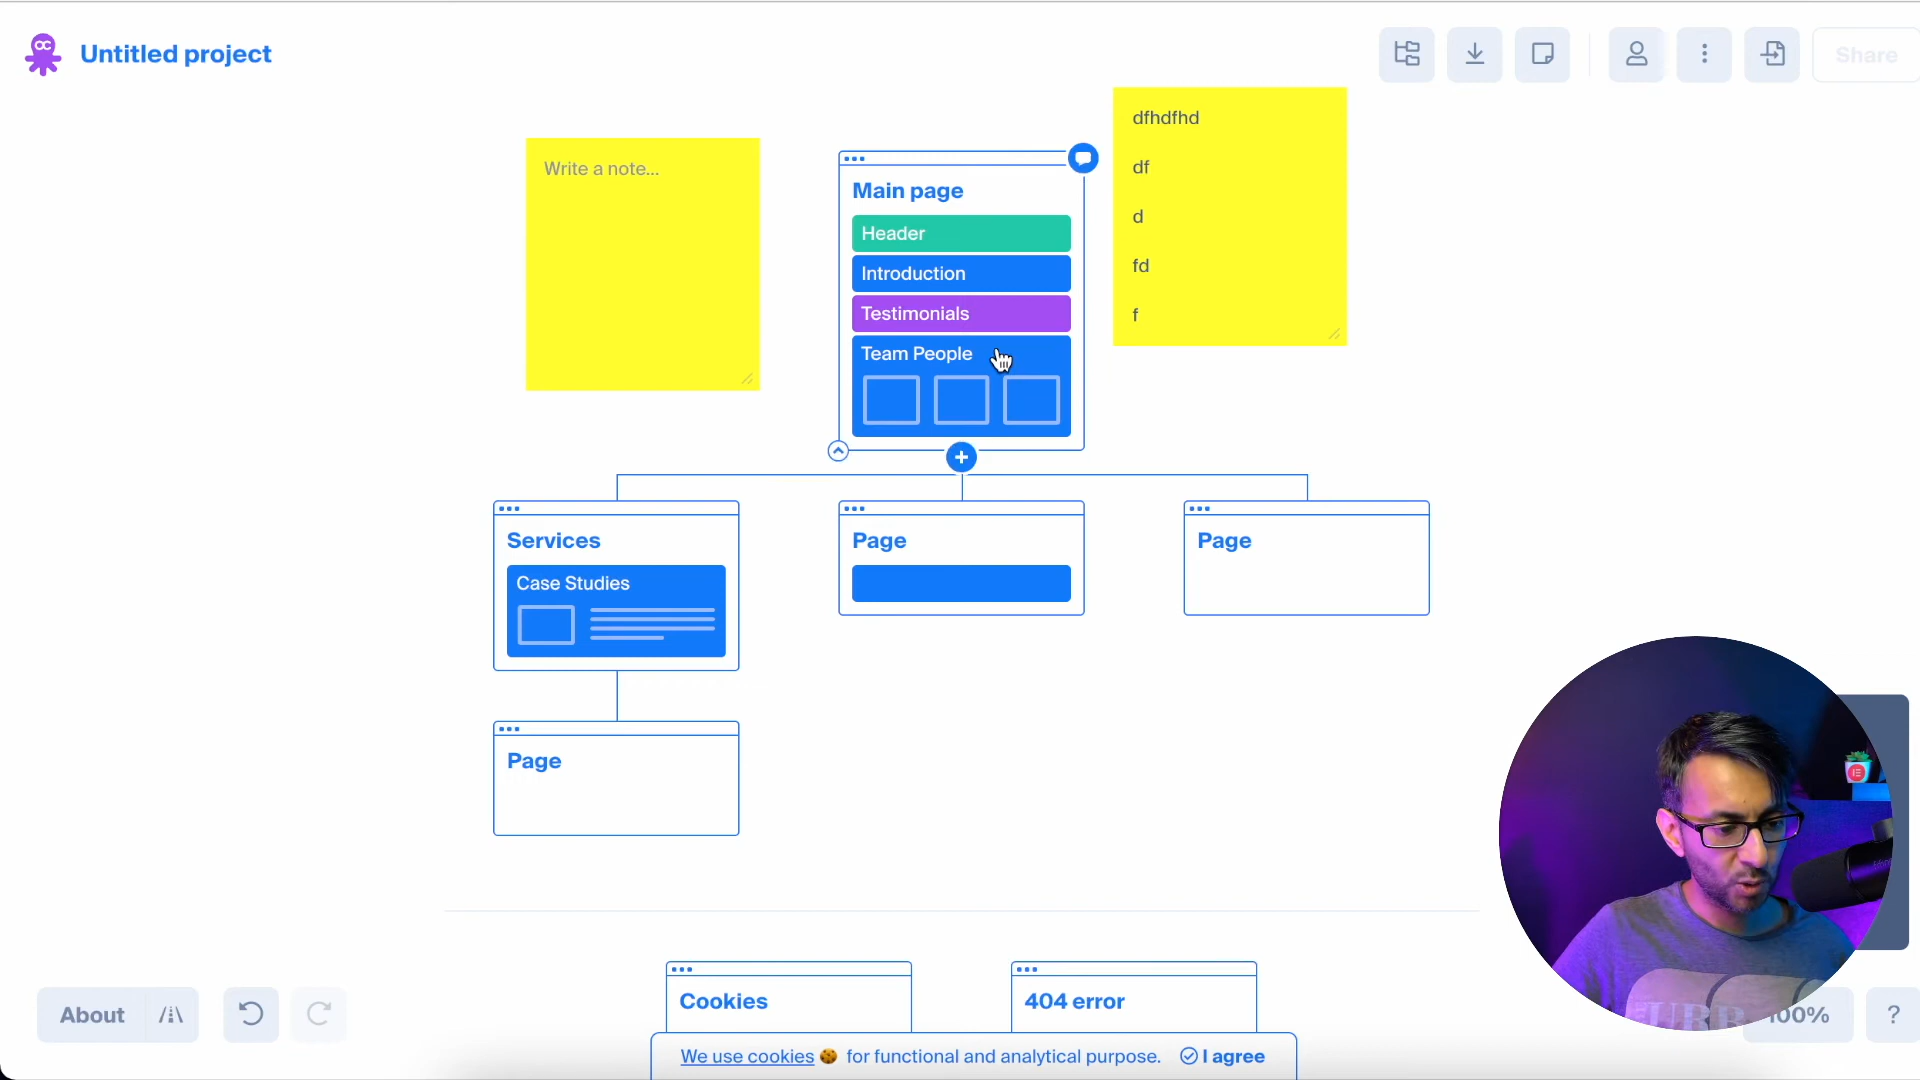 Untitled project
Share
Write a note...
dfhdfhd
df
d
fd
f
Main page
Header
Introduction
Testimonials
Team People
Services
Case Studies
Page
Page
Page
Cookies
404 error
About
100%
?
We use cookies 🍪 for functional and analytical purpose. I agree